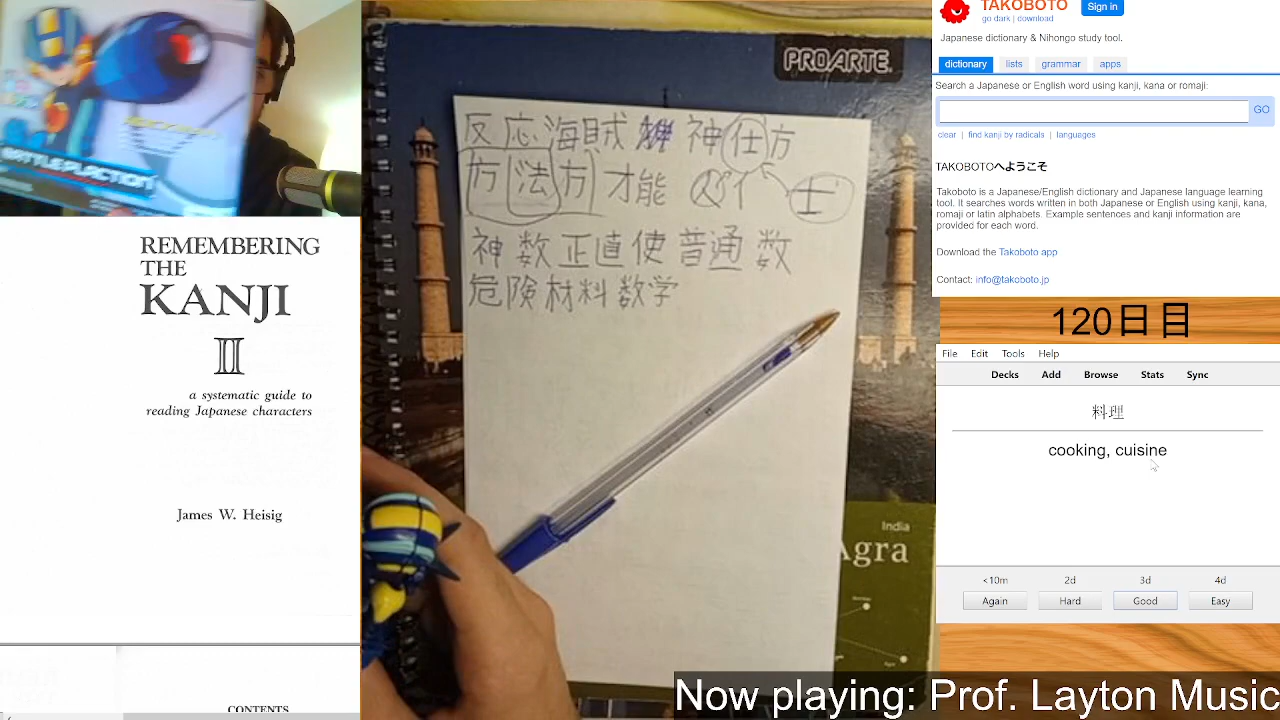 BATTLE
REMEMBERING
THE
KANJI
II
a systematic guide to
reading Japanese characters
James W. Heisig
CONTENTS
PROARTE
反応海賊 神仕方
方法方 才能 士
神数正直使普通数
危険材料数学
India
Agra
TAKOBOTO
Sign in
go dark | download
Japanese dictionary & Nihongo study tool.
dictionary lists grammar apps
Search a Japanese or English word using kanji, kana or romaji:
GO
clear | find kanji by radicals | languages
TAKOBOTOへようこそ
Takoboto is a Japanese/English dictionary and Japanese language learning
tool. It searches words written in both Japanese or English using kanji, kana,
romaji or latin alphabets. Example sentences and kanji information are
provided for each word.
Download the Takoboto app
Contact: info@takoboto.jp
120日目
File Edit Tools Help
Decks Add Browse Stats Sync
料理
cooking, cuisine
<10m 2d 3d 4d
Again Hard Good Easy
Now playing: Prof. Layton Music